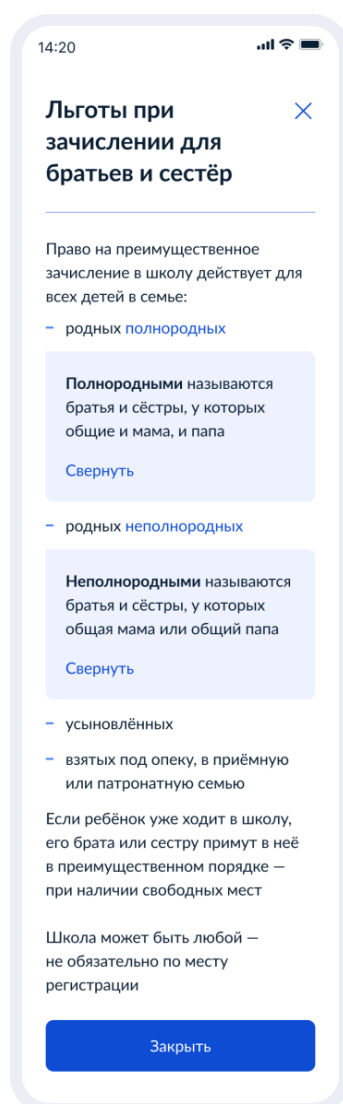 14:20
Льготы при
зачислении для
братьев и сестёр
Право на преимущественное
зачисление в школу действует для
всех детей в семье:
– родных полнородных
Полнородными называются
братья и сёстры, у которых
общие и мама, и папа
Свернуть
– родных неполнородных
Неполнородными называются
братья и сёстры, у которых
общая мама или общий папа
Свернуть
– усыновлённых
– взятых под опеку, в приёмную
или патронатную семью
Если ребёнок уже ходит в школу,
его брата или сестру примут в неё
в преимущественном порядке —
при наличии свободных мест
Школа может быть любой —
не обязательно по месту
регистрации
Закрыть